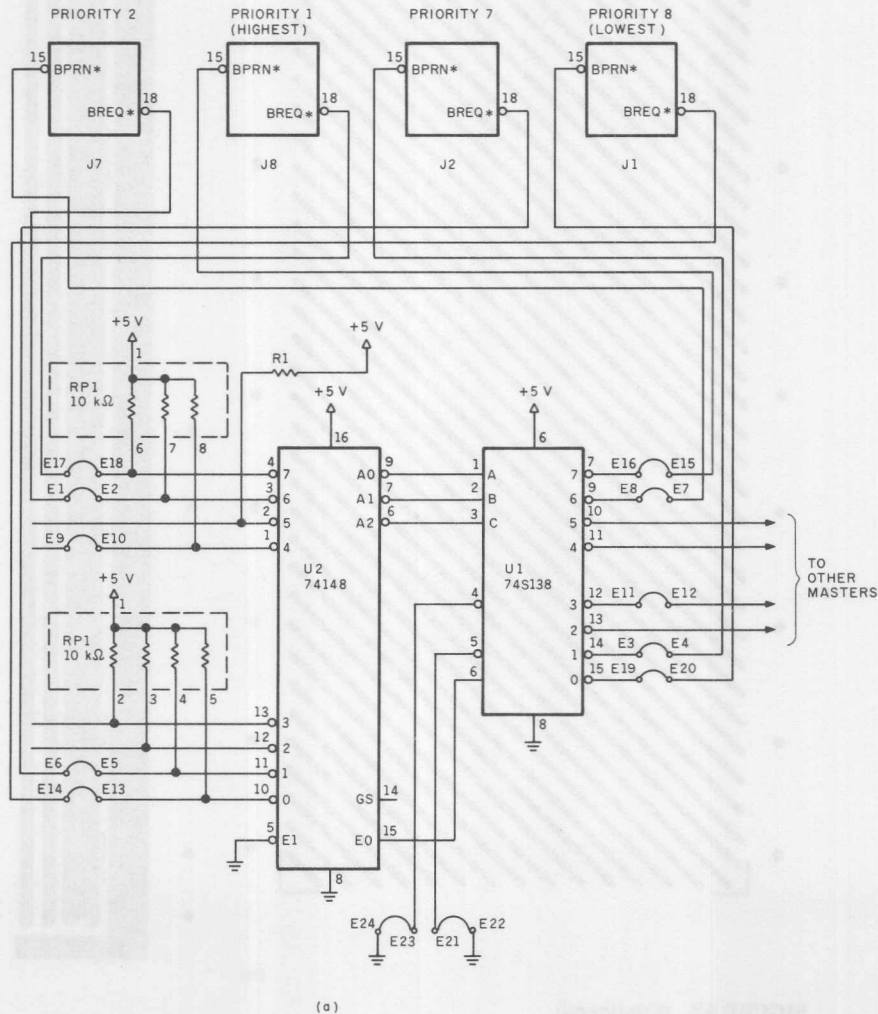 PRIORITY 2
PRIORITY 1
(HIGHEST)
PRIORITY 7
PRIORITY 8
(LOWEST)
15
BPRN*
18
BREQ*
J7
15
BPRN*
18
BREQ*
J8
15
BPRN*
18
BREQ*
J2
15
BPRN*
18
BREQ*
J1
+5 V
1
RP1
10 kΩ
6
7
8
R1
+5 V
+5 V
16
+5 V
6
E17
E18
4
7
E1
E2
3
6
2
5
E9
E10
1
4
9
A0
7
A1
6
A2
1
A
2
B
3
C
7
7
E16
E15
9
6
E8
E7
10
5
11
4
U2
74148
U1
74S138
TO
OTHER
MASTERS
12
3
E11
E12
13
2
14
1
E3
E4
15
0
E19
E20
4
5
6
+5 V
1
RP1
10 kΩ
2
3
4
5
13
3
12
2
E6
E5
11
1
E14
E13
10
0
GS
14
5
E1
EO
15
8
8
E24
E23
E21
E22
(a)